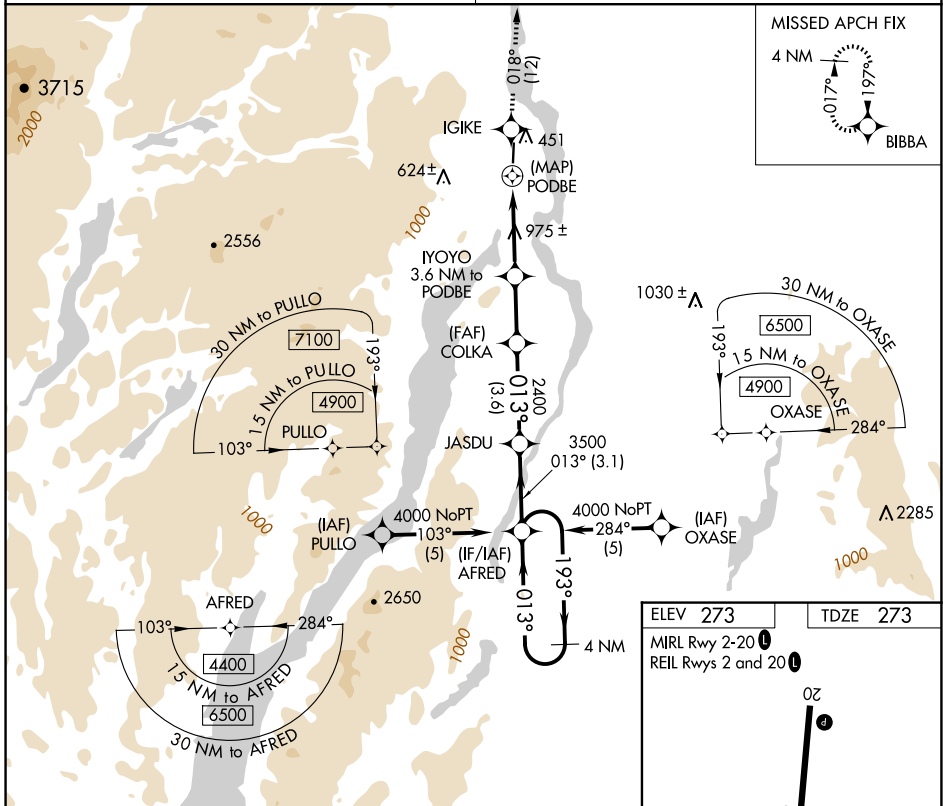 MISSED APCH FIX
4 NM
017°
197°
BIBBA
018°
(12)
3715
2000
IGIKE
451
(MAP)
PODBE
624 ±
1000
2556
975 ±
IYOYO
3.6 NM to
PODBE
1030 ±
30 NM to PULLO
7100
193°
15 NM to PULLO
4900
PULLO
103°
(FAF)
COLKA
2400
013°
(3.6)
30 NM to OXASE
6500
193°
15 NM to OXASE
4900
OXASE
284°
JASDU
3500
013° (3.1)
1000
(IAF)
PULLO
4000 NoPT
103°
(5)
(IF/IAF)
AFRED
4000 NoPT
284°
(5)
(IAF)
OXASE
2285
1000
013°
193°
4 NM
2650
1000
AFRED
103°
284°
4400
15 NM to AFRED
6500
30 NM to AFRED
ELEV 273
TDZE 273
MIRL Rwy 2-20 L
REIL Rwys 2 and 20 L
20
P